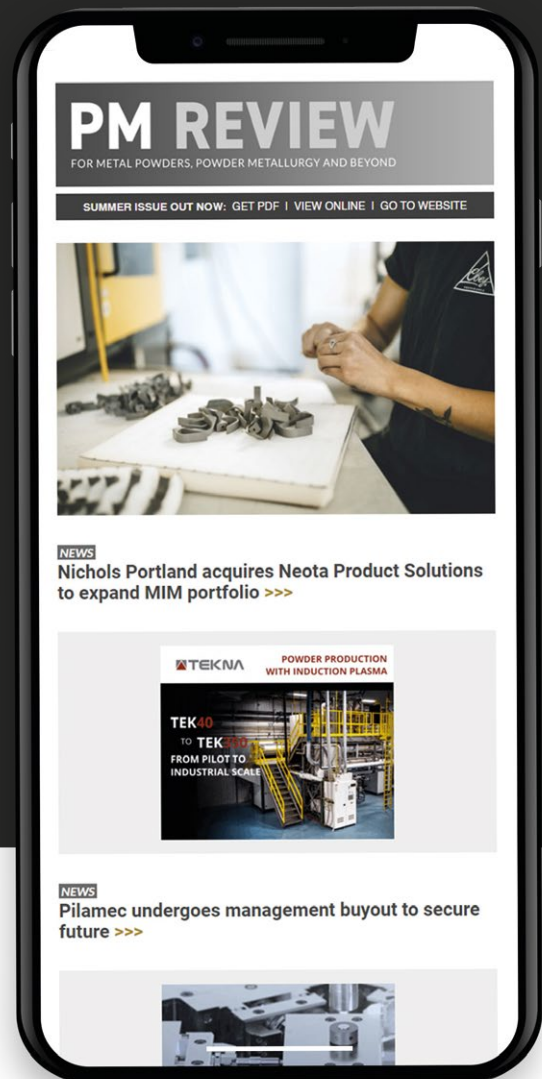 PM REVIEW
FOR METAL POWDERS, POWDER METALLURGY AND BEYOND
SUMMER ISSUE OUT NOW: GET PDF | VIEW ONLINE | GO TO WEBSITE
NEWS
Nichols Portland acquires Neota Product Solutions
to expand MIM portfolio >>>
TEKNA
POWDER PRODUCTION
WITH INDUCTION PLASMA
TEK40
TO
FROM PILOT TO
INDUSTRIAL SCALE
NEWS
Pilamec undergoes management buyout to secure
future >>>